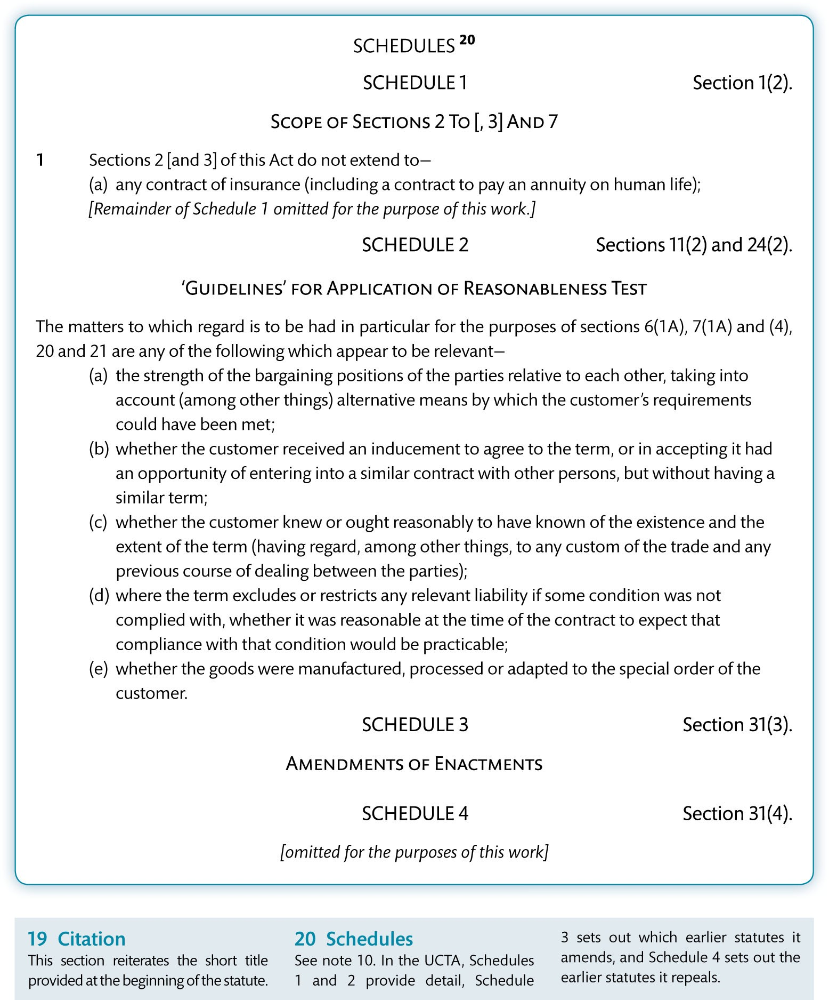 SCHEDULES 20
SCHEDULE 1 Section 1(2).
SCOPE OF SECTIONS 2 TO [, 3] AND 7
1 Sections 2 [and 3] of this Act do not extend to—
(a) any contract of insurance (including a contract to pay an annuity on human life);
[Remainder of Schedule 1 omitted for the purpose of this work.]
SCHEDULE 2 Sections 11(2) and 24(2).
‘GUIDELINES’ FOR APPLICATION OF REASONABLENESS TEST
The matters to which regard is to be had in particular for the purposes of sections 6(1A), 7(1A) and (4),
20 and 21 are any of the following which appear to be relevant—
(a) the strength of the bargaining positions of the parties relative to each other, taking into
account (among other things) alternative means by which the customer’s requirements
could have been met;
(b) whether the customer received an inducement to agree to the term, or in accepting it had
an opportunity of entering into a similar contract with other persons, but without having a
similar term;
(c) whether the customer knew or ought reasonably to have known of the existence and the
extent of the term (having regard, among other things, to any custom of the trade and any
previous course of dealing between the parties);
(d) where the term excludes or restricts any relevant liability if some condition was not
complied with, whether it was reasonable at the time of the contract to expect that
compliance with that condition would be practicable;
(e) whether the goods were manufactured, processed or adapted to the special order of the
customer.
SCHEDULE 3 Section 31(3).
AMENDMENTS OF ENACTMENTS
SCHEDULE 4 Section 31(4).
[omitted for the purposes of this work]
19 Citation
This section reiterates the short title
provided at the beginning of the statute.
20 Schedules
See note 10. In the UCTA, Schedules
1 and 2 provide detail, Schedule
3 sets out which earlier statutes it
amends, and Schedule 4 sets out the
earlier statutes it repeals.